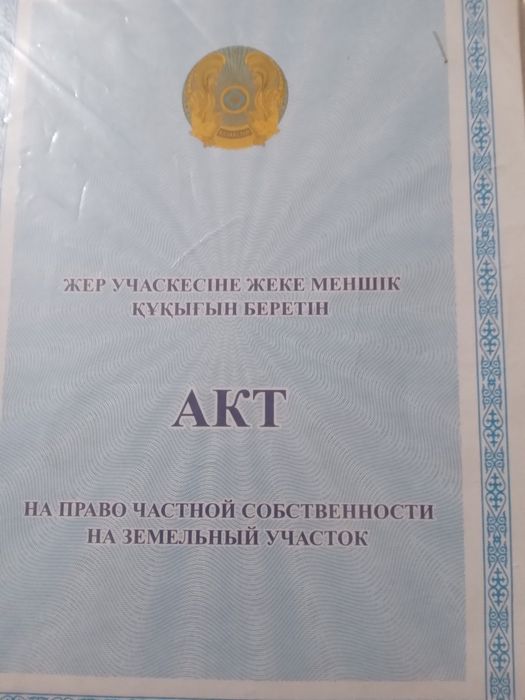 ЖЕР УЧАСКЕСІНЕ ЖЕКЕ МЕНШІК
ҚҰҚЫҒЫН БЕРЕТІН
АКТ
НА ПРАВО ЧАСТНОЙ СОБСТВЕННОСТИ
НА ЗЕМЕЛЬНЫЙ УЧАСТОК